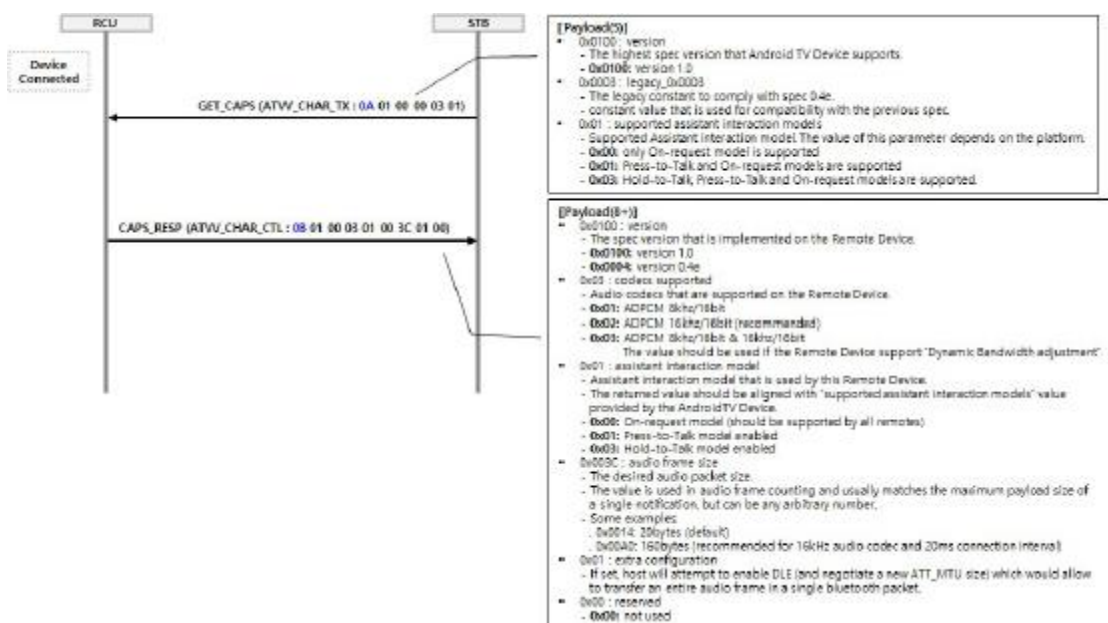 RCU
STB
Device
Connected
GET_CAPS (ATVV_CHAR_TX : 0A 01 00 00 03 01)
CAPS_RESP (ATVV_CHAR_CTL : 0B 01 00 03 01 00 3C 01 00)
[Payload(5)]
• 0x0100 : version
- The highest spec version that Android TV Device supports.
- 0x0100: version 1.0
• 0x0003 : legacy_0x0003
- The legacy constant to comply with spec 0.4e.
- constant value that is used for compatibility with the previous spec.
• 0x01 : supported assistant interaction models
- Supported Assistant interaction model. The value of this parameter depends on the platform.
- 0x00: only On-request model is supported
- 0x01: Press-to-Talk and On-request models are supported
- 0x03: Hold-to-Talk, Press-to-Talk and On-request models are supported.
[Payload(8+)]
• 0x0100 : version
- The spec version that is implemented on the Remote Device.
- 0x0100: version 1.0
- 0x0004: version 0.4e
• 0x03 : codecs supported
- Audio codecs that are supported on the Remote Device.
- 0x01: ADPCM 8khz/16bit
- 0x02: ADPCM 16khz/16bit (recommended)
- 0x03: ADPCM 8khz/16bit & 16khz/16bit
The value should be used if the Remote Device support "Dynamic Bandwidth adjustment".
• 0x01 : assistant interaction model
- Assistant interaction model that is used by this Remote Device.
- The returned value should be aligned with "supported assistant interaction models" value
provided by the AndroidTV Device.
- 0x00: On-request model (should be supported by all remotes)
- 0x01: Press-to-Talk model enabled
- 0x03: Hold-to-Talk model enabled
• 0x003C : audio frame size
- The desired audio packet size.
- The value is used in audio frame counting and usually matches the maximum payload size of
a single notification, but can be any arbitrary number.
- Some examples
. 0x0014: 20bytes (default)
. 0x00A0: 160bytes (recommended for 16kHz audio codec and 20ms connection interval)
• 0x01 : extra configuration
- If set, host will attempt to enable DLE (and negotiate a new ATT_MTU size) which would allow
to transfer an entire audio frame in a single bluetooth packet.
• 0x00 : reserved
- 0x00: not used